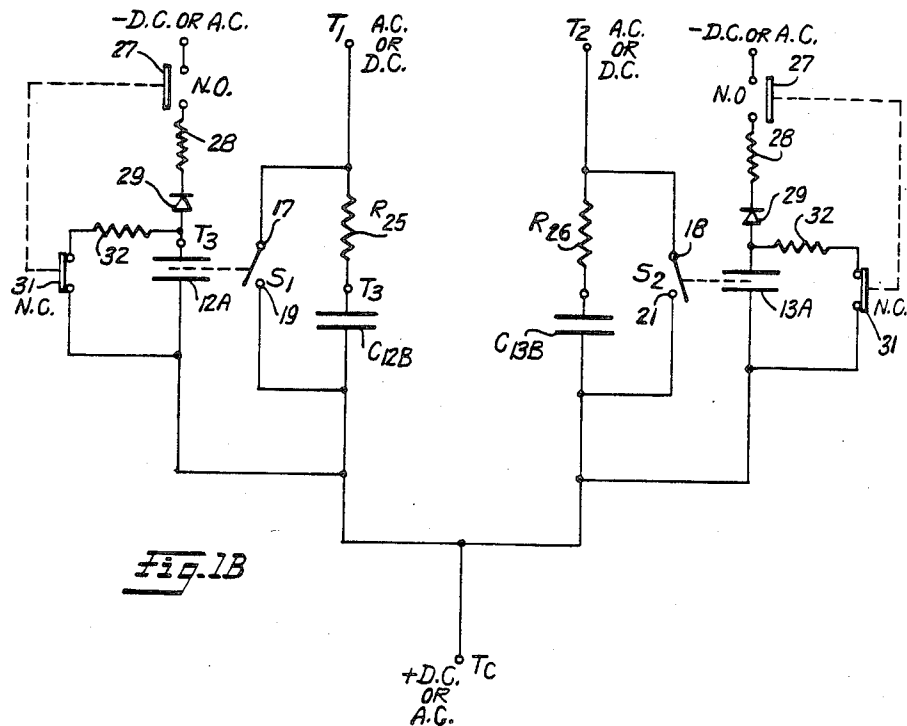 -D.C. OR A.C.
27
N.O.
28
29
T3
32
31
N.C.
12A
T1
A.C.
OR
D.C.
17
R25
S1
19
T3
C12B
T2
A.C.
OR
D.C.
R26
18
S2
21
C13B
-D.C. OR A.C.
27
N.O
28
29
32
13A
N.C.
31
Fig. 1B
+D.C.
OR
A.C.
TC